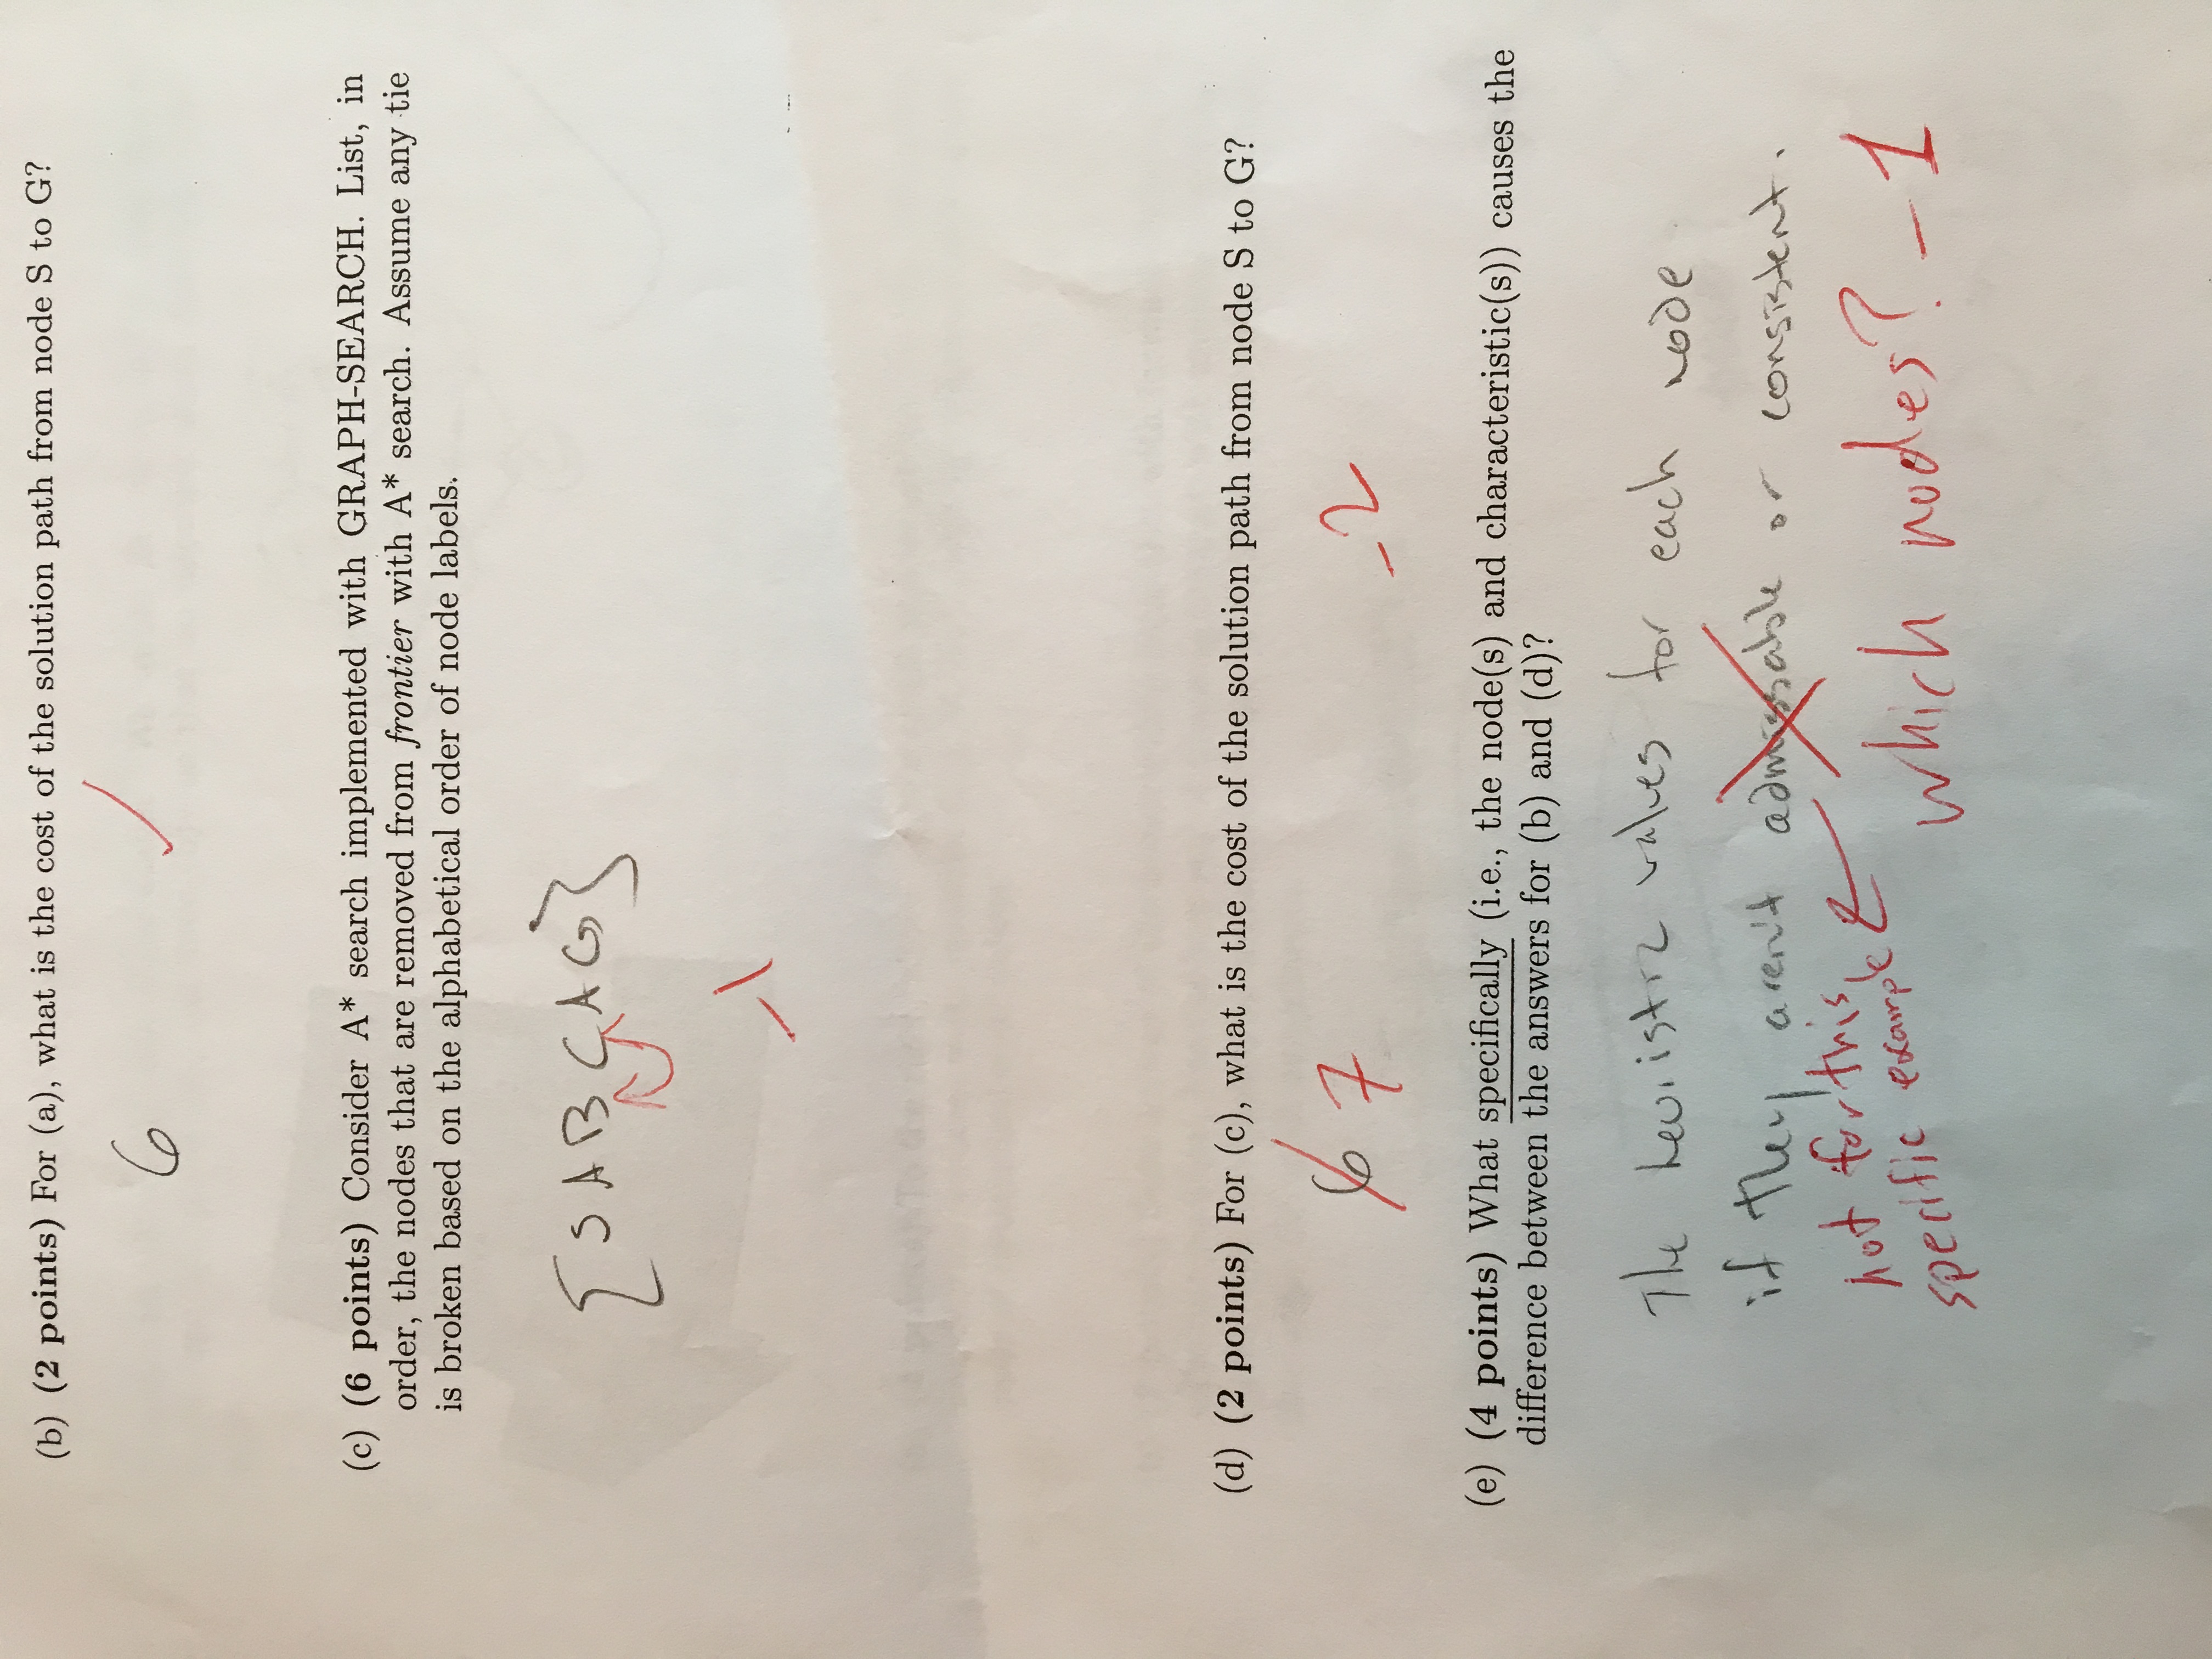 (b) (2 points) For (a), what is the cost of the solution path from node S to G?
6
(c) (6 points) Consider A* search implemented with GRAPH-SEARCH. List, in
order, the nodes that are removed from frontier with A* search. Assume any tie
is broken based on the alphabetical order of node labels.
{SABCAG}
-1
(d) (2 points) For (c), what is the cost of the solution path from node S to G?
6 7 -2
(e) (4 points) What specifically (i.e., the node(s) and characteristic(s)) causes the
difference between the answers for (b) and (d)?
The heuristic values for each node
if they aren't admissable or consistent.
not for this
specific example
which nodes? -1